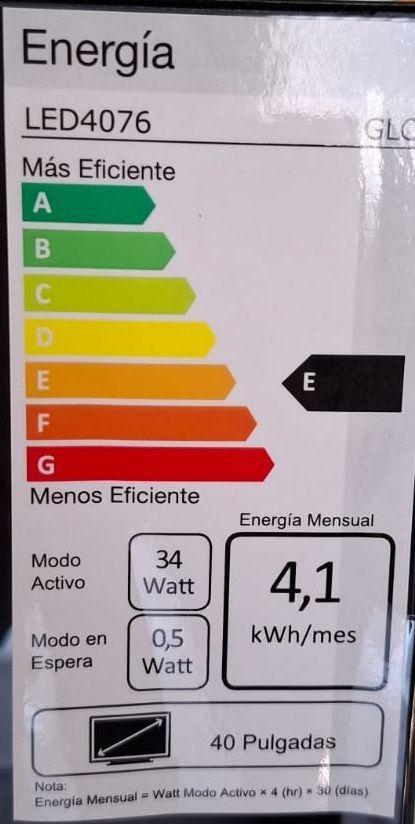 Energía
LED4076
Más Eficiente
A
B
C
D
E
E
F
G
Menos Eficiente
Energía Mensual
Modo
Activo
34
Watt
4,1
kWh/mes
Modo en
Espera
0,5
Watt
40 Pulgadas
Nota:
Energía Mensual = Watt Modo Activo × 4 (hr) × 30 (días)